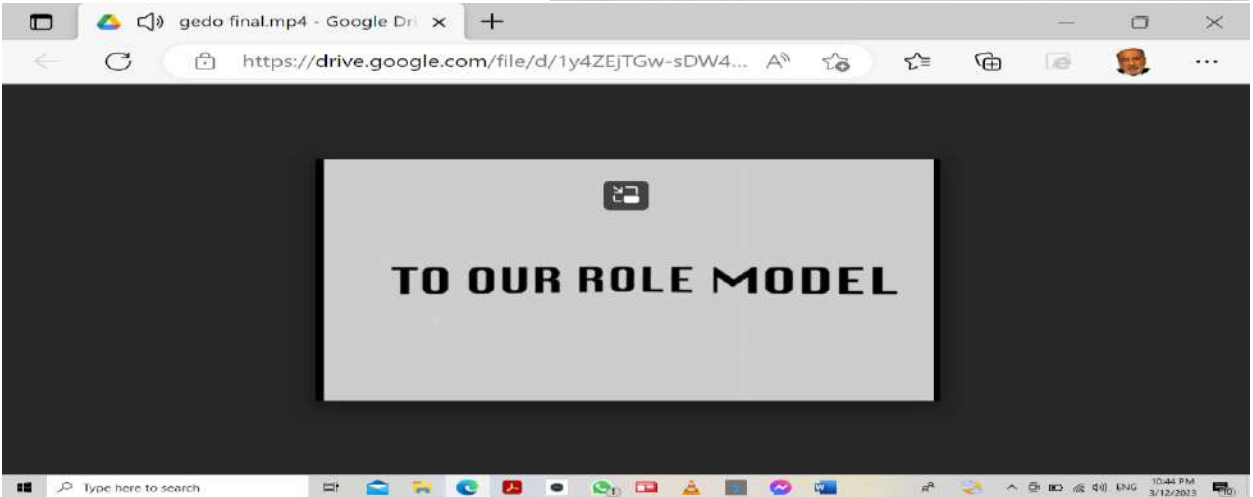 gedo final.mp4 - Google Dri
https://drive.google.com/file/d/1y4ZEjTGw-sDW4...
TO OUR ROLE MODEL
Type here to search
ENG
10:44 PM
3/12/2023